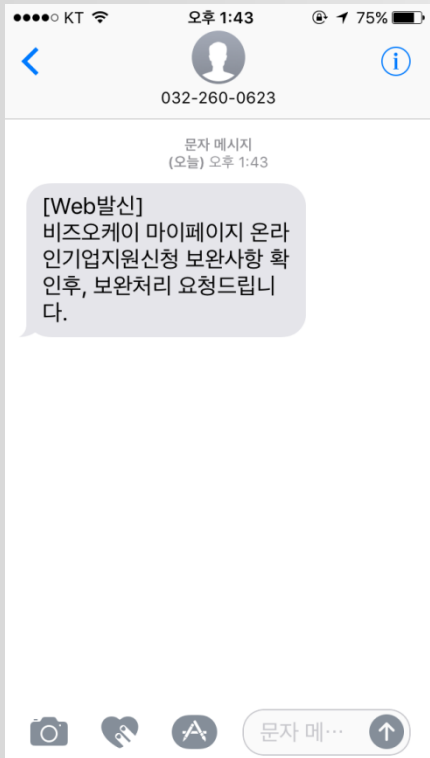 KT 오후 1:43 75%
032-260-0623
문자 메시지
(오늘) 오후 1:43
[Web발신]
비즈오케이 마이페이지 온라
인기업지원신청 보완사항 확
인후, 보완처리 요청드립니
다.
문자 메…